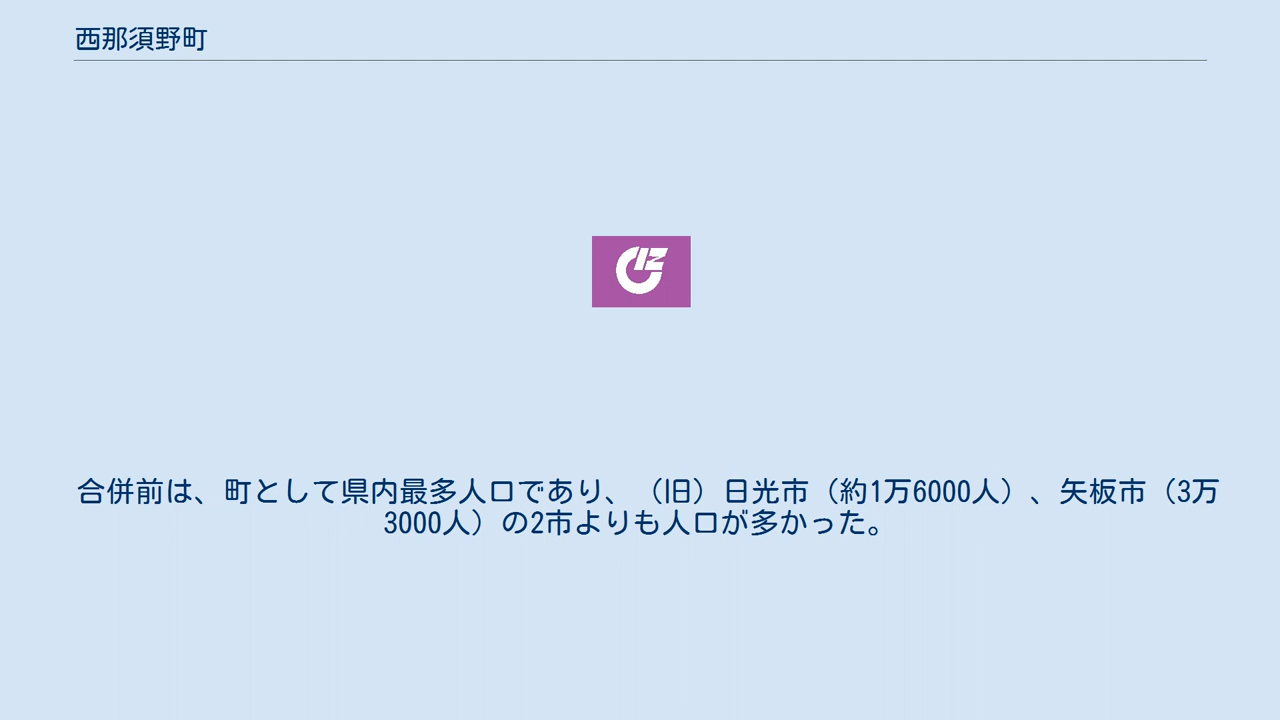 西那須野町
合併前は、町として県内最多人口であり、（旧）日光市（約1万6000人）、矢板市（3万
3000人）の2市よりも人口が多かった。